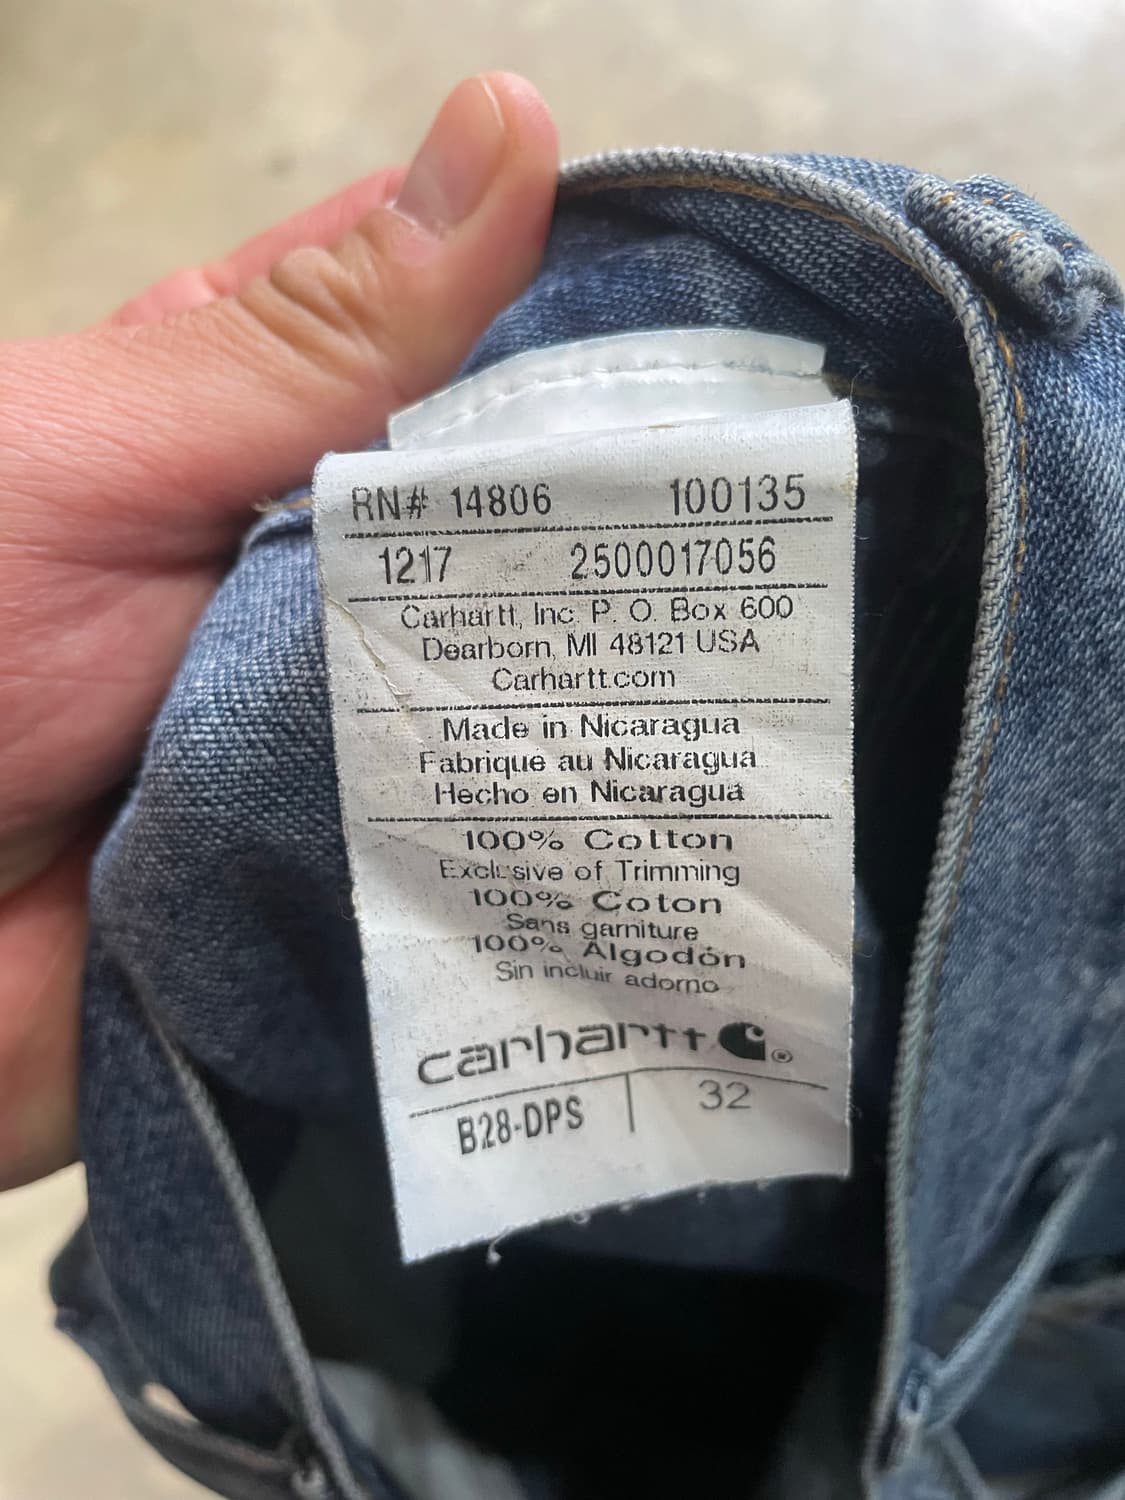 RN# 14806 100135
1217 2500017056
Carhartt, Inc. P. O. Box 600
Dearborn, MI 48121 USA
Carhartt.com
Made in Nicaragua
Fabrique au Nicaragua
Hecho en Nicaragua
100% Cotton
Exclusive of Trimming
100% Coton
Sans garniture
100% Algodón
Sin incluir adorno
carhartt ®
B28-DPS 32